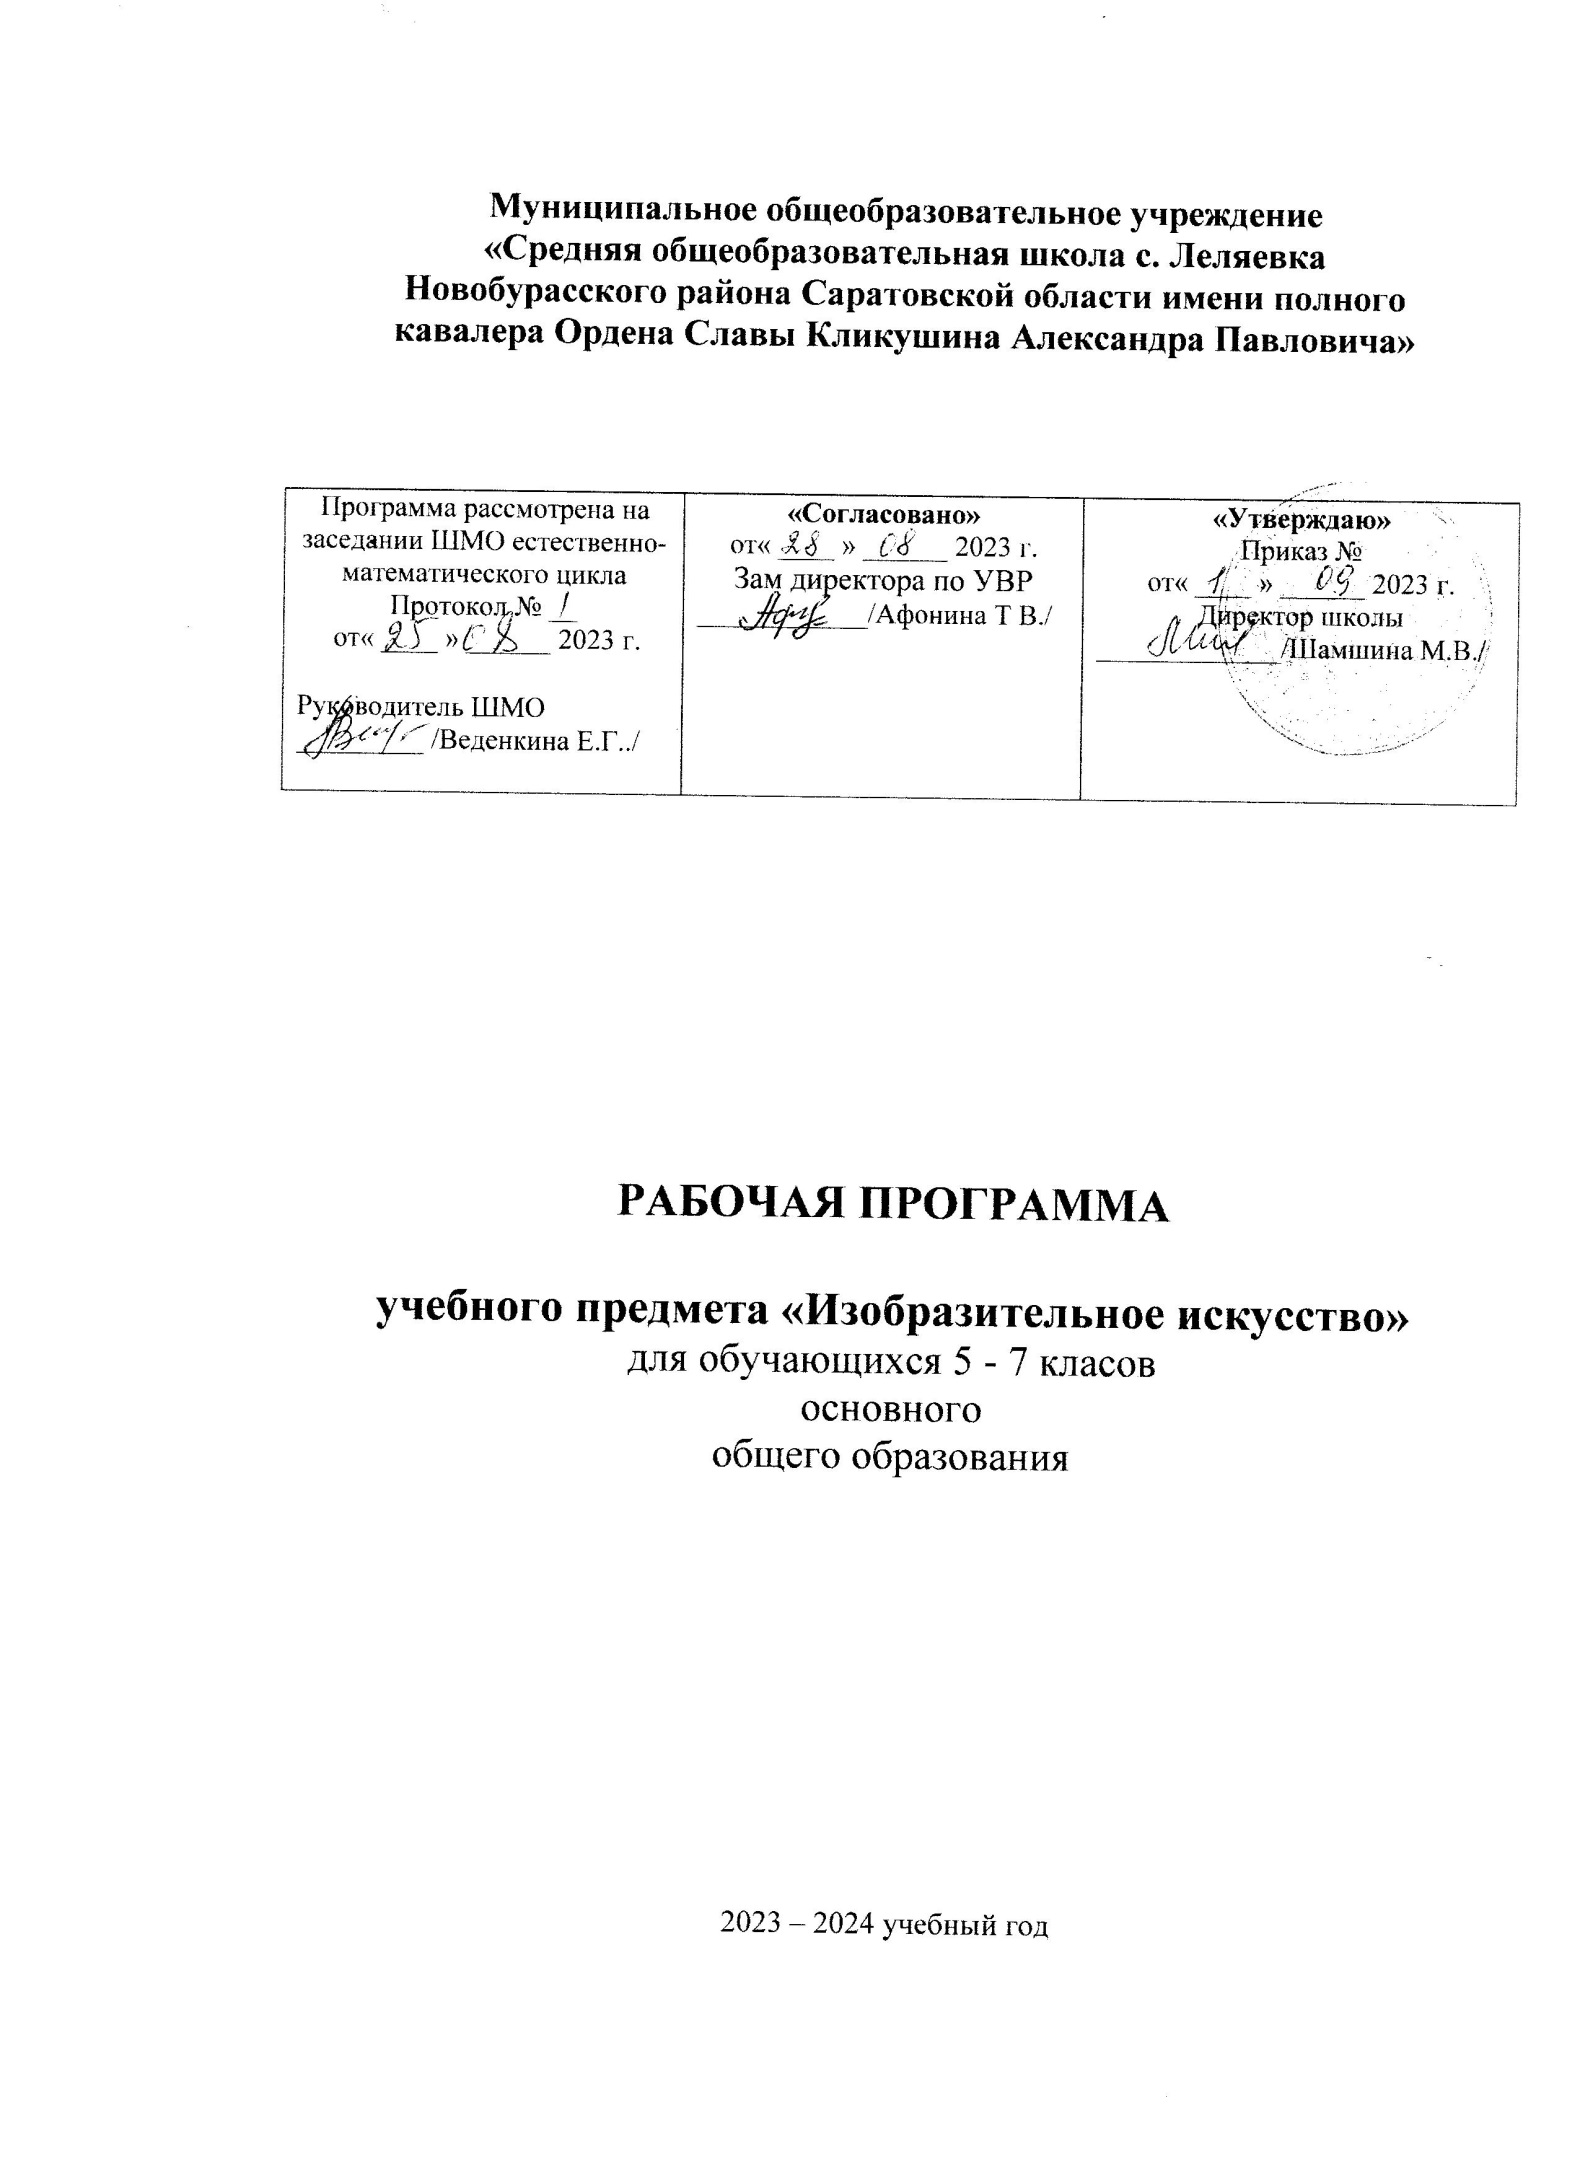 Муниципальное общеобразовательное учреждение
«Средняя общеобразовательная школа с. Леляевка
Новобурасского района Саратовской области имени полного
кавалера Ордена Славы Кликушина Александра Павловича»
Программа рассмотрена на
заседании ШМО естественно-
математического цикла
Протокол № 1
от« 25 » 08 2023 г.
Руководитель ШМО
/Веденкина Е.Г../
«Согласовано»
от« 28 » 08 2023 г.
Зам директора по УВР
/Афонина Т В./
«Утверждаю»
Приказ №
от« 1 » 09 2023 г.
Директор школы
/Шамшина М.В./
РАБОЧАЯ ПРОГРАММА
учебного предмета «Изобразительное искусство»
для обучающихся 5 - 7 класов
основного
общего образования
2023 – 2024 учебный год